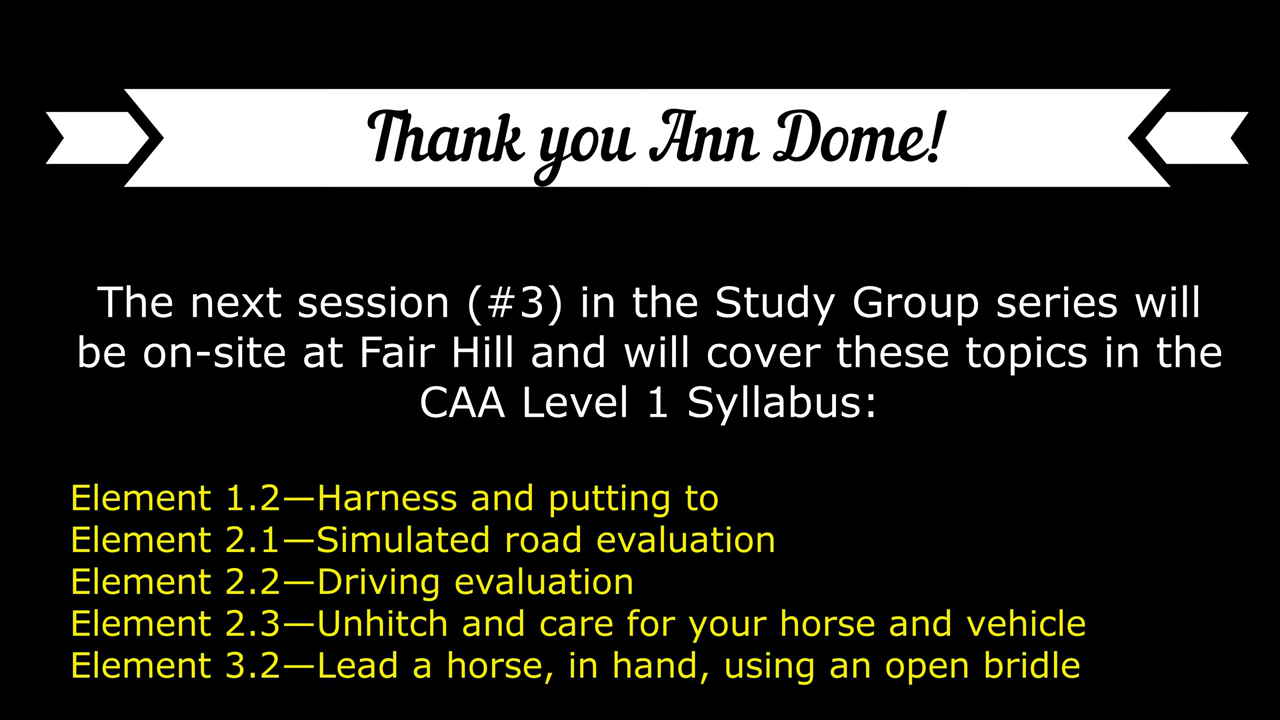 Thank you Ann Dome!
The next session (#3) in the Study Group series will
be on-site at Fair Hill and will cover these topics in the
CAA Level 1 Syllabus:
Element 1.2—Harness and putting to
Element 2.1—Simulated road evaluation
Element 2.2—Driving evaluation
Element 2.3—Unhitch and care for your horse and vehicle
Element 3.2—Lead a horse, in hand, using an open bridle